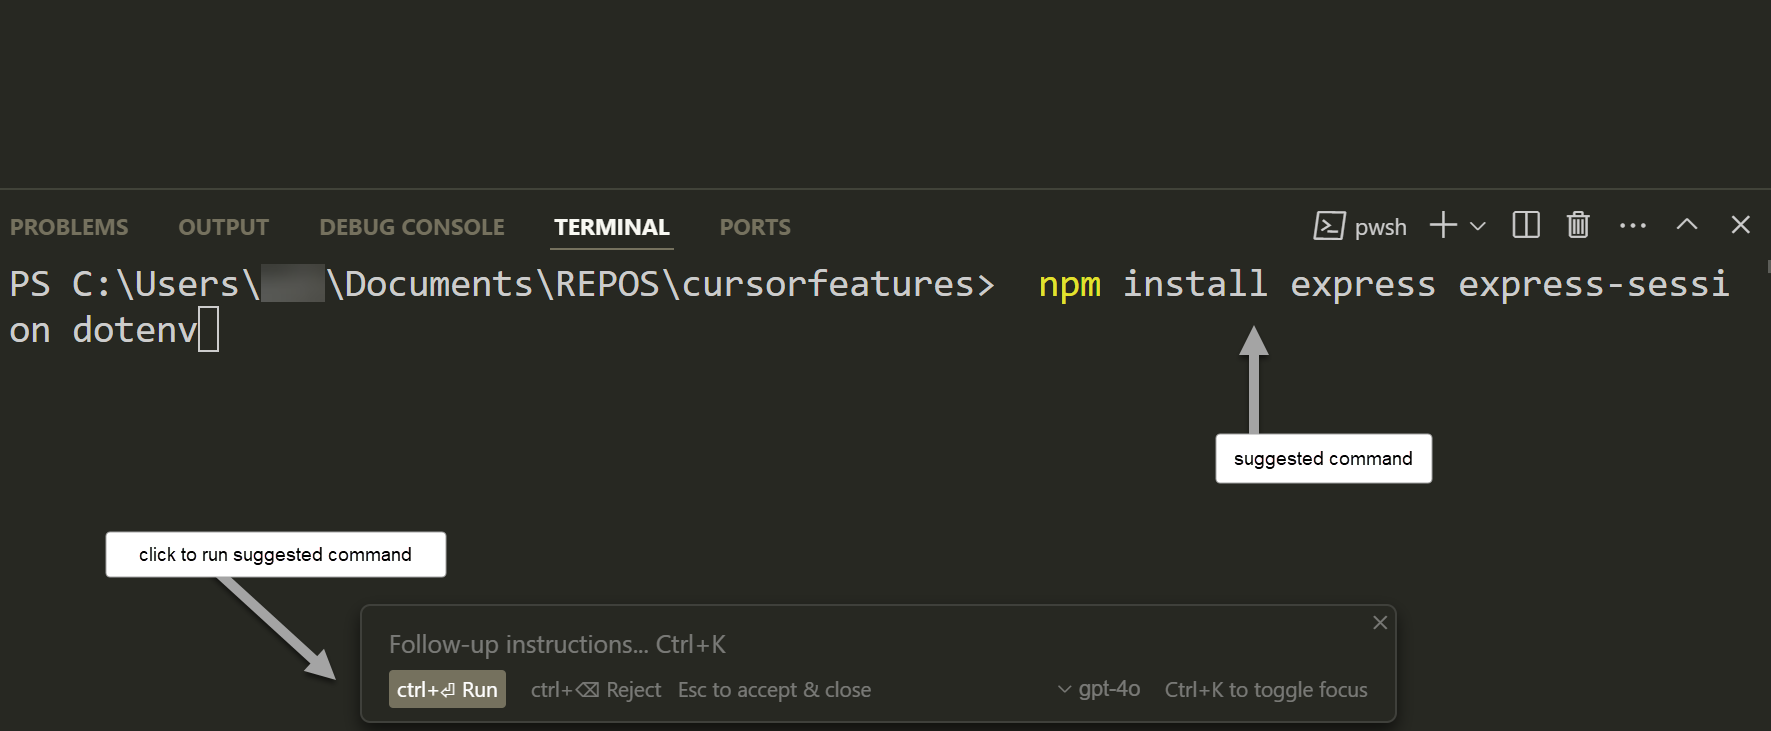 PROBLEMS OUTPUT DEBUG CONSOLE TERMINAL PORTS pwsh
PS C:\Users\ \Documents\REPOS\cursorfeatures> npm install express express-sessi
on dotenv
suggested command
click to run suggested command
Follow-up instructions... Ctrl+K
ctrl+⏎ Run ctrl+⌫ Reject Esc to accept & close gpt-4o Ctrl+K to toggle focus